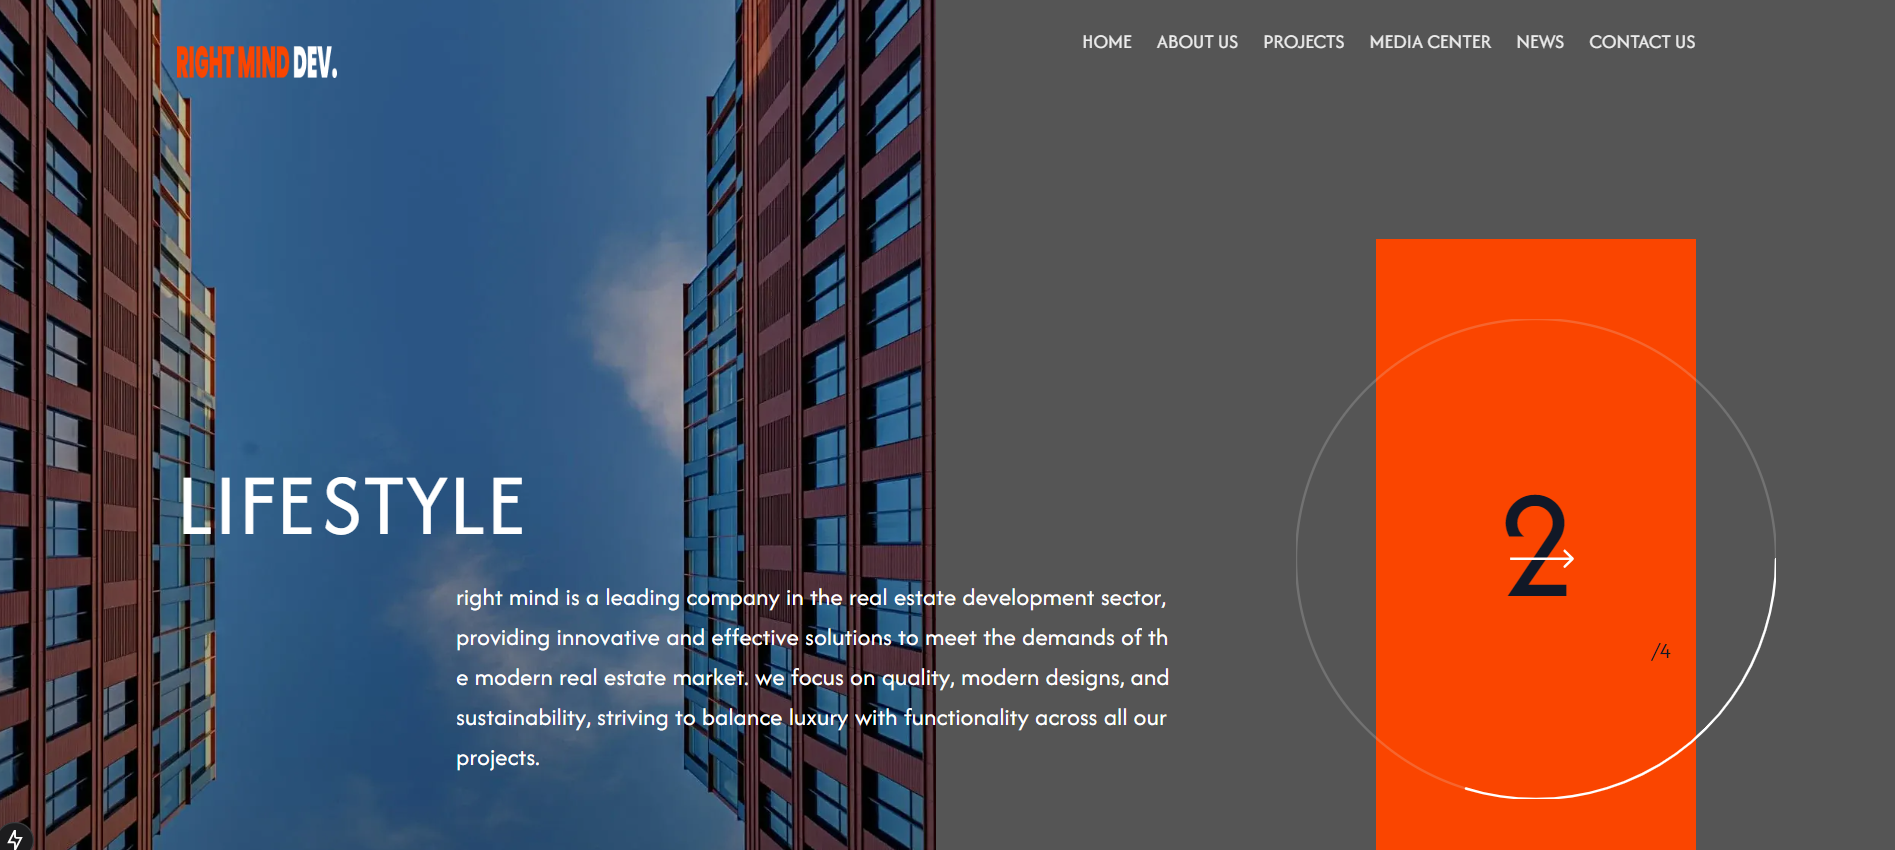 RIGHT MIND DEV.
HOME ABOUT US PROJECTS MEDIA CENTER NEWS CONTACT US
LIFESTYLE
right mind is a leading company in the real estate development sector,
providing innovative and effective solutions to meet the demands of th
e modern real estate market. we focus on quality, modern designs, and
sustainability, striving to balance luxury with functionality across all our
projects.
2
/4